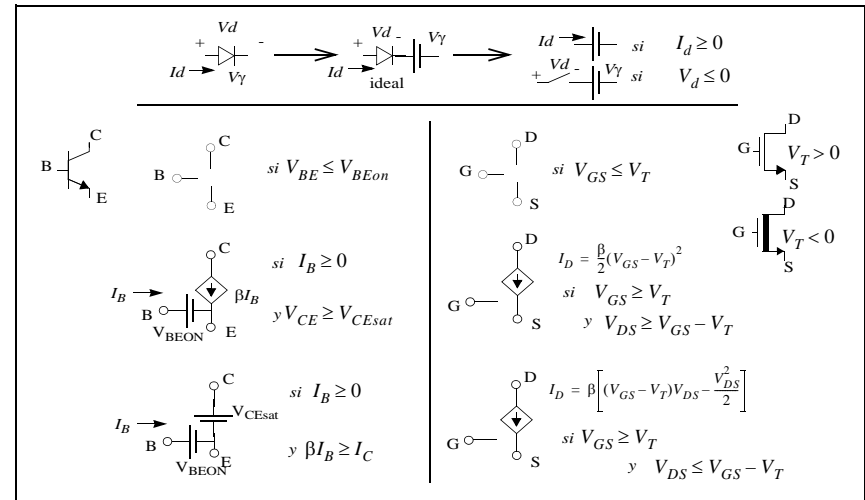 Vd
+ -
Id
Vγ
Vd
+ - Vγ
Id
ideal
Id si I_d ≥ 0
+ Vd - Vγ si V_d ≤ 0
C
B
E
C
B
E
si V_BE ≤ V_BEon
C
I_B
βI_B
B
V_BEON
E
si I_B ≥ 0
y V_CE ≥ V_CEsat
C
V_CEsat
I_B
B
V_BEON
E
si I_B ≥ 0
y βI_B ≥ I_C
D
G
S
si V_GS ≤ V_T
D
G
S
V_T > 0
D
G
S
V_T < 0
D
G
S
I_D = β/2 (V_GS – V_T)^2
si V_GS ≥ V_T
y V_DS ≥ V_GS – V_T
D
G
S
I_D = β[(V_GS – V_T)V_DS – V_DS^2/2]
si V_GS ≥ V_T
y V_DS ≤ V_GS – V_T